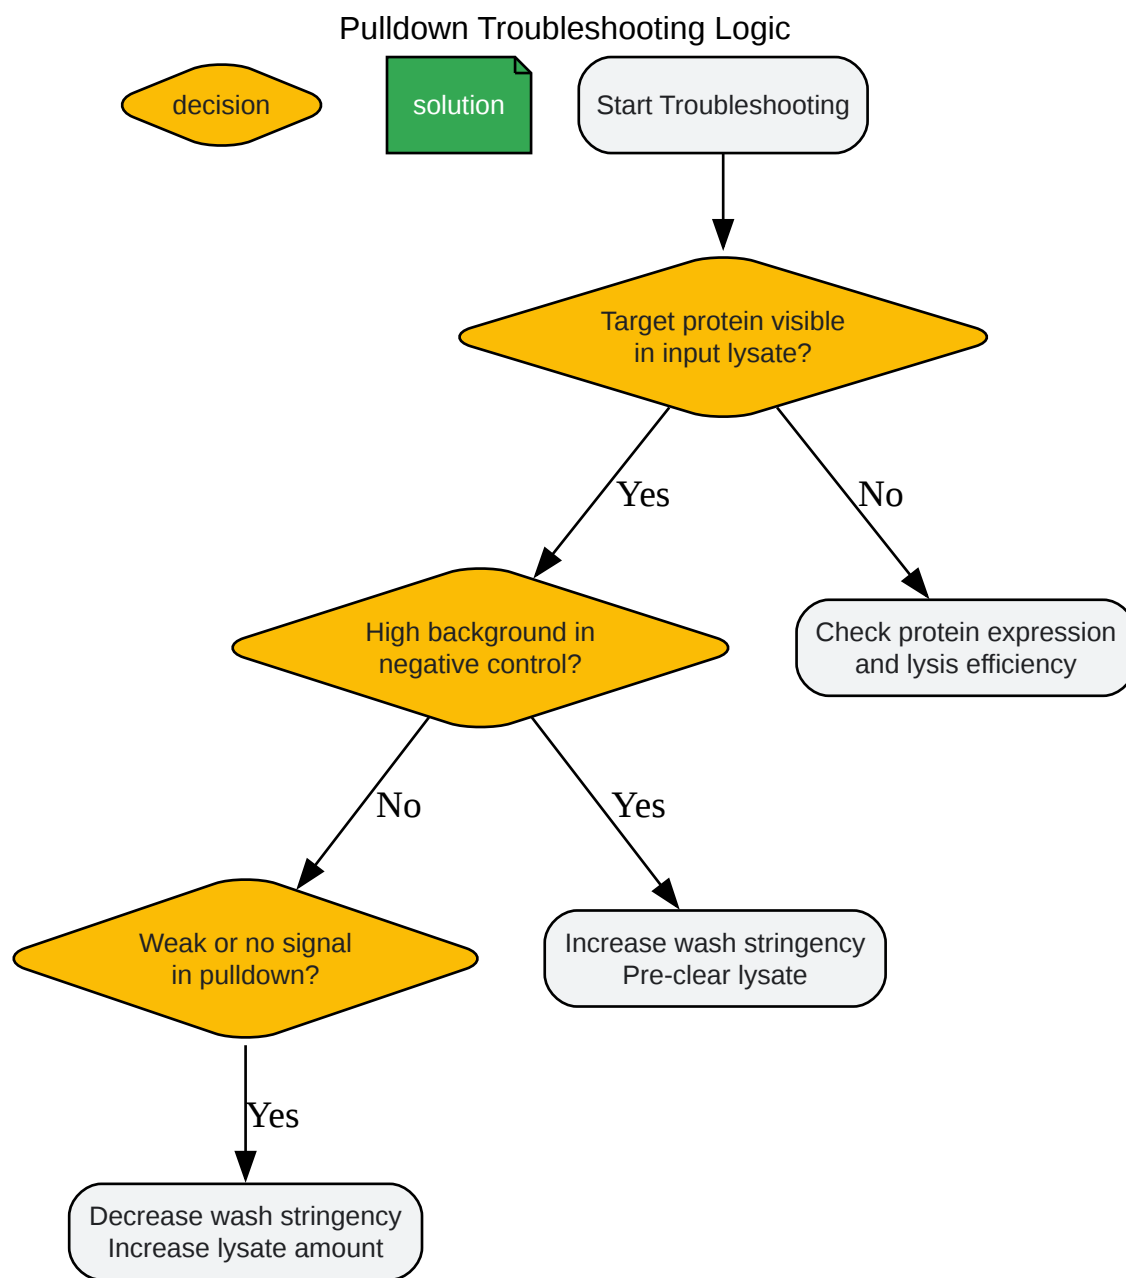 Pulldown Troubleshooting Logic
decision
solution
Start Troubleshooting
Target protein visible
in input lysate?
Yes
No
High background in
negative control?
Check protein expression
and lysis efficiency
No
Yes
Weak or no signal
in pulldown?
Increase wash stringency
Pre-clear lysate
Yes
Decrease wash stringency
Increase lysate amount